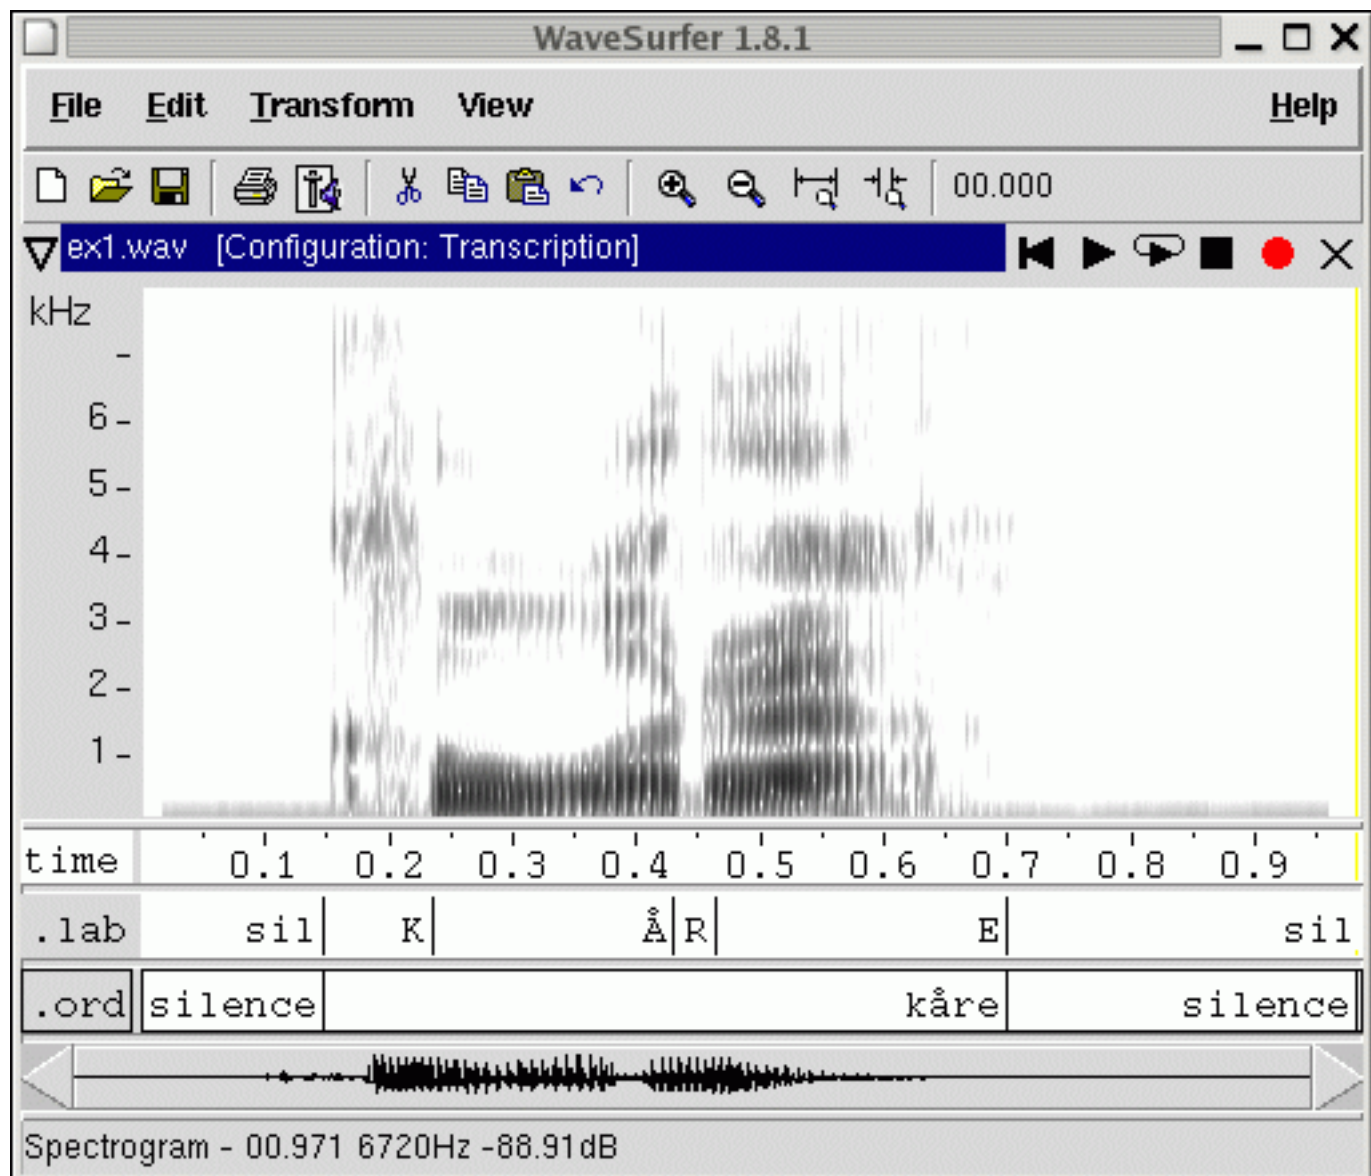 WaveSurfer 1.8.1
File Edit Transform View Help
00.000
ex1.wav [Configuration: Transcription]
kHz
6
5
4
3
2
1
time 0.1 0.2 0.3 0.4 0.5 0.6 0.7 0.8 0.9
.lab sil K Å R E sil
.ord silence kåre silence
Spectrogram - 00.971 6720Hz -88.91dB